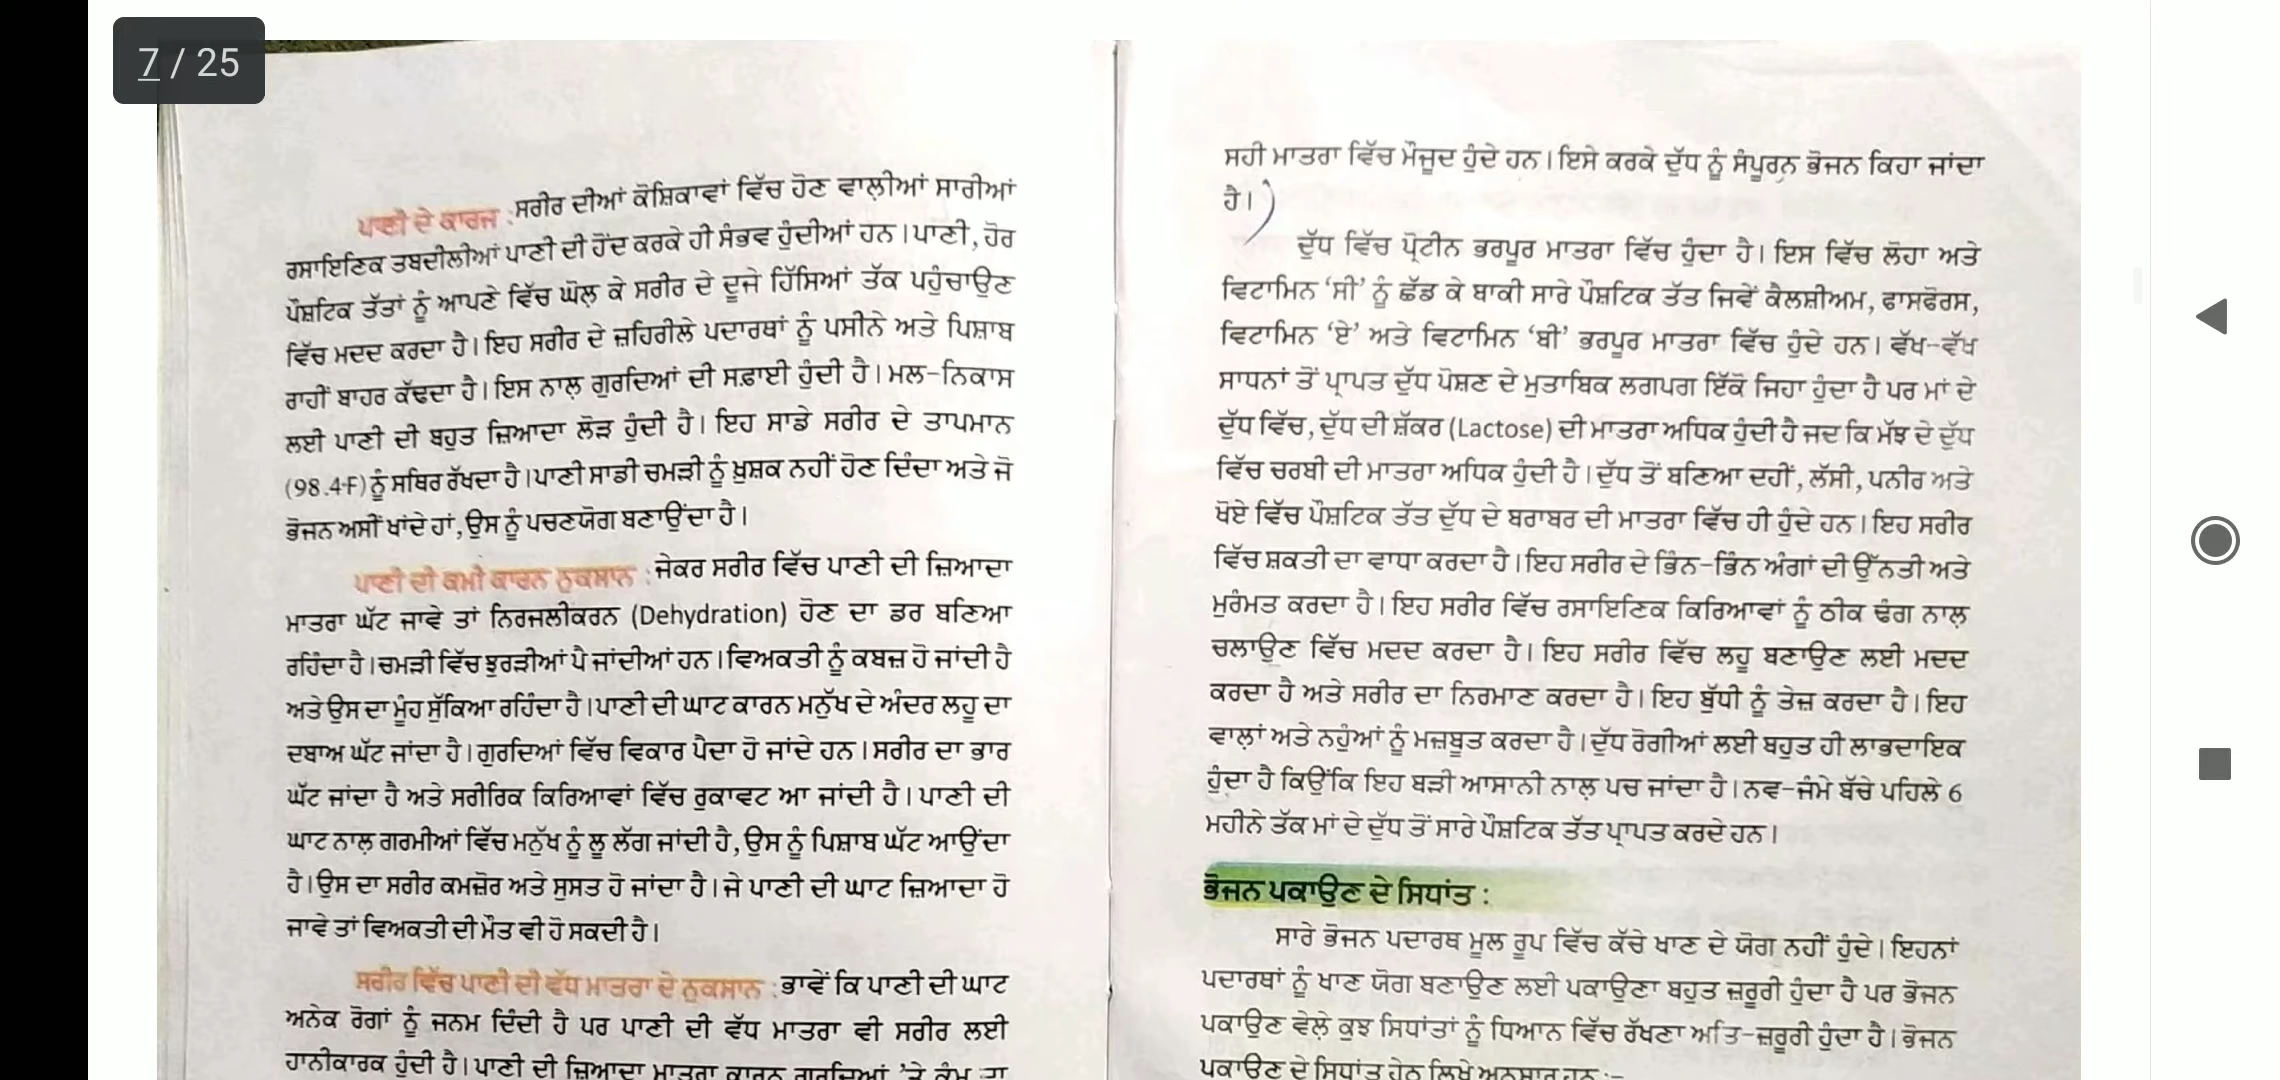 7 / 25
ਪਾਣੀ ਦੇ ਕਾਰਜ : ਸਰੀਰ ਦੀਆਂ ਕੋਸ਼ਿਕਾਵਾਂ ਵਿੱਚ ਹੋਣ ਵਾਲ਼ੀਆਂ ਸਾਰੀਆਂ
ਰਸਾਇਣਿਕ ਤਬਦੀਲੀਆਂ ਪਾਣੀ ਦੀ ਹੋਂਦ ਕਰਕੇ ਹੀ ਸੰਭਵ ਹੁੰਦੀਆਂ ਹਨ। ਪਾਣੀ, ਹੋਰ
ਪੌਸ਼ਟਿਕ ਤੱਤਾਂ ਨੂੰ ਆਪਣੇ ਵਿੱਚ ਘੋਲ਼ ਕੇ ਸਰੀਰ ਦੇ ਦੂਜੇ ਹਿੱਸਿਆਂ ਤੱਕ ਪਹੁੰਚਾਉਣ
ਵਿੱਚ ਮਦਦ ਕਰਦਾ ਹੈ। ਇਹ ਸਰੀਰ ਦੇ ਜ਼ਹਿਰੀਲੇ ਪਦਾਰਥਾਂ ਨੂੰ ਪਸੀਨੇ ਅਤੇ ਪਿਸ਼ਾਬ
ਰਾਹੀਂ ਬਾਹਰ ਕੱਢਦਾ ਹੈ। ਇਸ ਨਾਲ਼ ਗੁਰਦਿਆਂ ਦੀ ਸਫ਼ਾਈ ਹੁੰਦੀ ਹੈ। ਮਲ-ਨਿਕਾਸ
ਲਈ ਪਾਣੀ ਦੀ ਬਹੁਤ ਜ਼ਿਆਦਾ ਲੋੜ ਹੁੰਦੀ ਹੈ। ਇਹ ਸਾਡੇ ਸਰੀਰ ਦੇ ਤਾਪਮਾਨ
(98.4F) ਨੂੰ ਸਥਿਰ ਰੱਖਦਾ ਹੈ। ਪਾਣੀ ਸਾਡੀ ਚਮੜੀ ਨੂੰ ਖ਼ੁਸ਼ਕ ਨਹੀਂ ਹੋਣ ਦਿੰਦਾ ਅਤੇ ਜੋ
ਭੋਜਨ ਅਸੀਂ ਖਾਂਦੇ ਹਾਂ, ਉਸ ਨੂੰ ਪਚਣਯੋਗ ਬਣਾਉਂਦਾ ਹੈ।
ਪਾਣੀ ਦੀ ਕਮੀ ਕਾਰਨ ਨੁਕਸਾਨ : ਜੇਕਰ ਸਰੀਰ ਵਿੱਚ ਪਾਣੀ ਦੀ ਜ਼ਿਆਦਾ
ਮਾਤਰਾ ਘੱਟ ਜਾਵੇ ਤਾਂ ਨਿਰਜਲੀਕਰਨ (Dehydration) ਹੋਣ ਦਾ ਡਰ ਬਣਿਆ
ਰਹਿੰਦਾ ਹੈ। ਚਮੜੀ ਵਿੱਚ ਝੁਰੜੀਆਂ ਪੈ ਜਾਂਦੀਆਂ ਹਨ। ਵਿਅਕਤੀ ਨੂੰ ਕਬਜ਼ ਹੋ ਜਾਂਦੀ ਹੈ
ਅਤੇ ਉਸ ਦਾ ਮੂੰਹ ਸੁੱਕਿਆ ਰਹਿੰਦਾ ਹੈ। ਪਾਣੀ ਦੀ ਘਾਟ ਕਾਰਨ ਮਨੁੱਖ ਦੇ ਅੰਦਰ ਲਹੂ ਦਾ
ਦਬਾਅ ਘੱਟ ਜਾਂਦਾ ਹੈ। ਗੁਰਦਿਆਂ ਵਿੱਚ ਵਿਕਾਰ ਪੈਦਾ ਹੋ ਜਾਂਦੇ ਹਨ। ਸਰੀਰ ਦਾ ਭਾਰ
ਘੱਟ ਜਾਂਦਾ ਹੈ ਅਤੇ ਸਰੀਰਿਕ ਕਿਰਿਆਵਾਂ ਵਿੱਚ ਰੁਕਾਵਟ ਆ ਜਾਂਦੀ ਹੈ। ਪਾਣੀ ਦੀ
ਘਾਟ ਨਾਲ਼ ਗਰਮੀਆਂ ਵਿੱਚ ਮਨੁੱਖ ਨੂੰ ਲੂ ਲੱਗ ਜਾਂਦੀ ਹੈ, ਉਸ ਨੂੰ ਪਿਸ਼ਾਬ ਘੱਟ ਆਉਂਦਾ
ਹੈ। ਉਸ ਦਾ ਸਰੀਰ ਕਮਜ਼ੋਰ ਅਤੇ ਸੁਸਤ ਹੋ ਜਾਂਦਾ ਹੈ। ਜੇ ਪਾਣੀ ਦੀ ਘਾਟ ਜ਼ਿਆਦਾ ਹੋ
ਜਾਵੇ ਤਾਂ ਵਿਅਕਤੀ ਦੀ ਮੌਤ ਵੀ ਹੋ ਸਕਦੀ ਹੈ।
ਸਰੀਰ ਵਿੱਚ ਪਾਣੀ ਦੀ ਵੱਧ ਮਾਤਰਾ ਦੇ ਨੁਕਸਾਨ : ਭਾਵੇਂ ਕਿ ਪਾਣੀ ਦੀ ਘਾਟ
ਅਨੇਕ ਰੋਗਾਂ ਨੂੰ ਜਨਮ ਦਿੰਦੀ ਹੈ ਪਰ ਪਾਣੀ ਦੀ ਵੱਧ ਮਾਤਰਾ ਵੀ ਸਰੀਰ ਲਈ
ਹਾਨੀਕਾਰਕ ਹੁੰਦੀ ਹੈ। ਪਾਣੀ ਦੀ ਜ਼ਿਆਦਾ ਮਾਤਰਾ ਕਾਰਨ ਗੁਰਦਿਆਂ 'ਤੇ ਕੰਮ ਦਾ
ਸਹੀ ਮਾਤਰਾ ਵਿੱਚ ਮੌਜੂਦ ਹੁੰਦੇ ਹਨ। ਇਸੇ ਕਰਕੇ ਦੁੱਧ ਨੂੰ ਸੰਪੂਰਨ ਭੋਜਨ ਕਿਹਾ ਜਾਂਦਾ
ਹੈ।
ਦੁੱਧ ਵਿੱਚ ਪ੍ਰੋਟੀਨ ਭਰਪੂਰ ਮਾਤਰਾ ਵਿੱਚ ਹੁੰਦਾ ਹੈ। ਇਸ ਵਿੱਚ ਲੋਹਾ ਅਤੇ
ਵਿਟਾਮਿਨ ‘ਸੀ’ ਨੂੰ ਛੱਡ ਕੇ ਬਾਕੀ ਸਾਰੇ ਪੌਸ਼ਟਿਕ ਤੱਤ ਜਿਵੇਂ ਕੈਲਸ਼ੀਅਮ, ਫਾਸਫੋਰਸ,
ਵਿਟਾਮਿਨ ‘ਏ’ ਅਤੇ ਵਿਟਾਮਿਨ ‘ਬੀ’ ਭਰਪੂਰ ਮਾਤਰਾ ਵਿੱਚ ਹੁੰਦੇ ਹਨ। ਵੱਖ-ਵੱਖ
ਸਾਧਨਾਂ ਤੋਂ ਪ੍ਰਾਪਤ ਦੁੱਧ ਪੋਸ਼ਣ ਦੇ ਮੁਤਾਬਿਕ ਲਗਪਗ ਇੱਕੋ ਜਿਹਾ ਹੁੰਦਾ ਹੈ ਪਰ ਮਾਂ ਦੇ
ਦੁੱਧ ਵਿੱਚ, ਦੁੱਧ ਦੀ ਸ਼ੱਕਰ (Lactose) ਦੀ ਮਾਤਰਾ ਅਧਿਕ ਹੁੰਦੀ ਹੈ ਜਦ ਕਿ ਮੱਝ ਦੇ ਦੁੱਧ
ਵਿੱਚ ਚਰਬੀ ਦੀ ਮਾਤਰਾ ਅਧਿਕ ਹੁੰਦੀ ਹੈ। ਦੁੱਧ ਤੋਂ ਬਣਿਆ ਦਹੀਂ, ਲੱਸੀ, ਪਨੀਰ ਅਤੇ
ਖੋਏ ਵਿੱਚ ਪੌਸ਼ਟਿਕ ਤੱਤ ਦੁੱਧ ਦੇ ਬਰਾਬਰ ਦੀ ਮਾਤਰਾ ਵਿੱਚ ਹੀ ਹੁੰਦੇ ਹਨ। ਇਹ ਸਰੀਰ
ਵਿੱਚ ਸ਼ਕਤੀ ਦਾ ਵਾਧਾ ਕਰਦਾ ਹੈ। ਇਹ ਸਰੀਰ ਦੇ ਭਿੰਨ-ਭਿੰਨ ਅੰਗਾਂ ਦੀ ਉੱਨਤੀ ਅਤੇ
ਮੁਰੰਮਤ ਕਰਦਾ ਹੈ। ਇਹ ਸਰੀਰ ਵਿੱਚ ਰਸਾਇਣਿਕ ਕਿਰਿਆਵਾਂ ਨੂੰ ਠੀਕ ਢੰਗ ਨਾਲ਼
ਚਲਾਉਣ ਵਿੱਚ ਮਦਦ ਕਰਦਾ ਹੈ। ਇਹ ਸਰੀਰ ਵਿੱਚ ਲਹੂ ਬਣਾਉਣ ਲਈ ਮਦਦ
ਕਰਦਾ ਹੈ ਅਤੇ ਸਰੀਰ ਦਾ ਨਿਰਮਾਣ ਕਰਦਾ ਹੈ। ਇਹ ਬੁੱਧੀ ਨੂੰ ਤੇਜ਼ ਕਰਦਾ ਹੈ। ਇਹ
ਵਾਲ਼ਾਂ ਅਤੇ ਨਹੁੰਆਂ ਨੂੰ ਮਜ਼ਬੂਤ ਕਰਦਾ ਹੈ। ਦੁੱਧ ਰੋਗੀਆਂ ਲਈ ਬਹੁਤ ਹੀ ਲਾਭਦਾਇਕ
ਹੁੰਦਾ ਹੈ ਕਿਉਂਕਿ ਇਹ ਬੜੀ ਆਸਾਨੀ ਨਾਲ਼ ਪਚ ਜਾਂਦਾ ਹੈ। ਨਵ-ਜੰਮੇ ਬੱਚੇ ਪਹਿਲੇ 6
ਮਹੀਨੇ ਤੱਕ ਮਾਂ ਦੇ ਦੁੱਧ ਤੋਂ ਸਾਰੇ ਪੌਸ਼ਟਿਕ ਤੱਤ ਪ੍ਰਾਪਤ ਕਰਦੇ ਹਨ।
ਭੋਜਨ ਪਕਾਉਣ ਦੇ ਸਿਧਾਂਤ :
ਸਾਰੇ ਭੋਜਨ ਪਦਾਰਥ ਮੂਲ ਰੂਪ ਵਿੱਚ ਕੱਚੇ ਖਾਣ ਦੇ ਯੋਗ ਨਹੀਂ ਹੁੰਦੇ। ਇਹਨਾਂ
ਪਦਾਰਥਾਂ ਨੂੰ ਖਾਣ ਯੋਗ ਬਣਾਉਣ ਲਈ ਪਕਾਉਣਾ ਬਹੁਤ ਜ਼ਰੂਰੀ ਹੁੰਦਾ ਹੈ ਪਰ ਭੋਜਨ
ਪਕਾਉਣ ਵੇਲ਼ੇ ਕੁਝ ਸਿਧਾਂਤਾਂ ਨੂੰ ਧਿਆਨ ਵਿੱਚ ਰੱਖਣਾ ਅਤਿ-ਜ਼ਰੂਰੀ ਹੁੰਦਾ ਹੈ। ਭੋਜਨ
ਪਕਾਉਣ ਦੇ ਸਿਧਾਂਤ ਹੇਠ ਲਿਖੇ ਅਨੁਸਾਰ ਹਨ :-